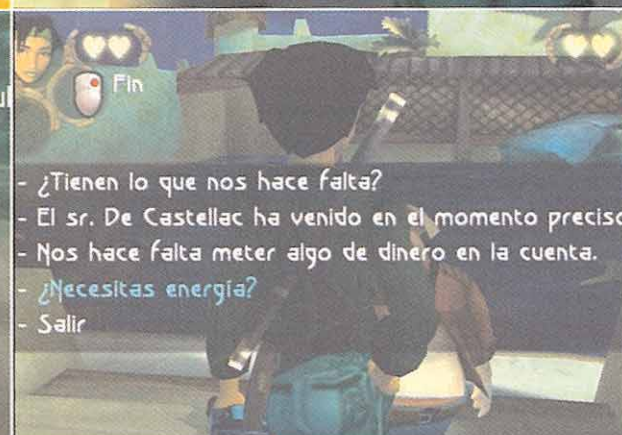 Fin
- ¿Tienen lo que nos hace falta?
- El sr. De Castellac ha venido en el momento preciso
- Nos hace falta meter algo de dinero en la cuenta.
- ¿Necesitas energía?
- Salir